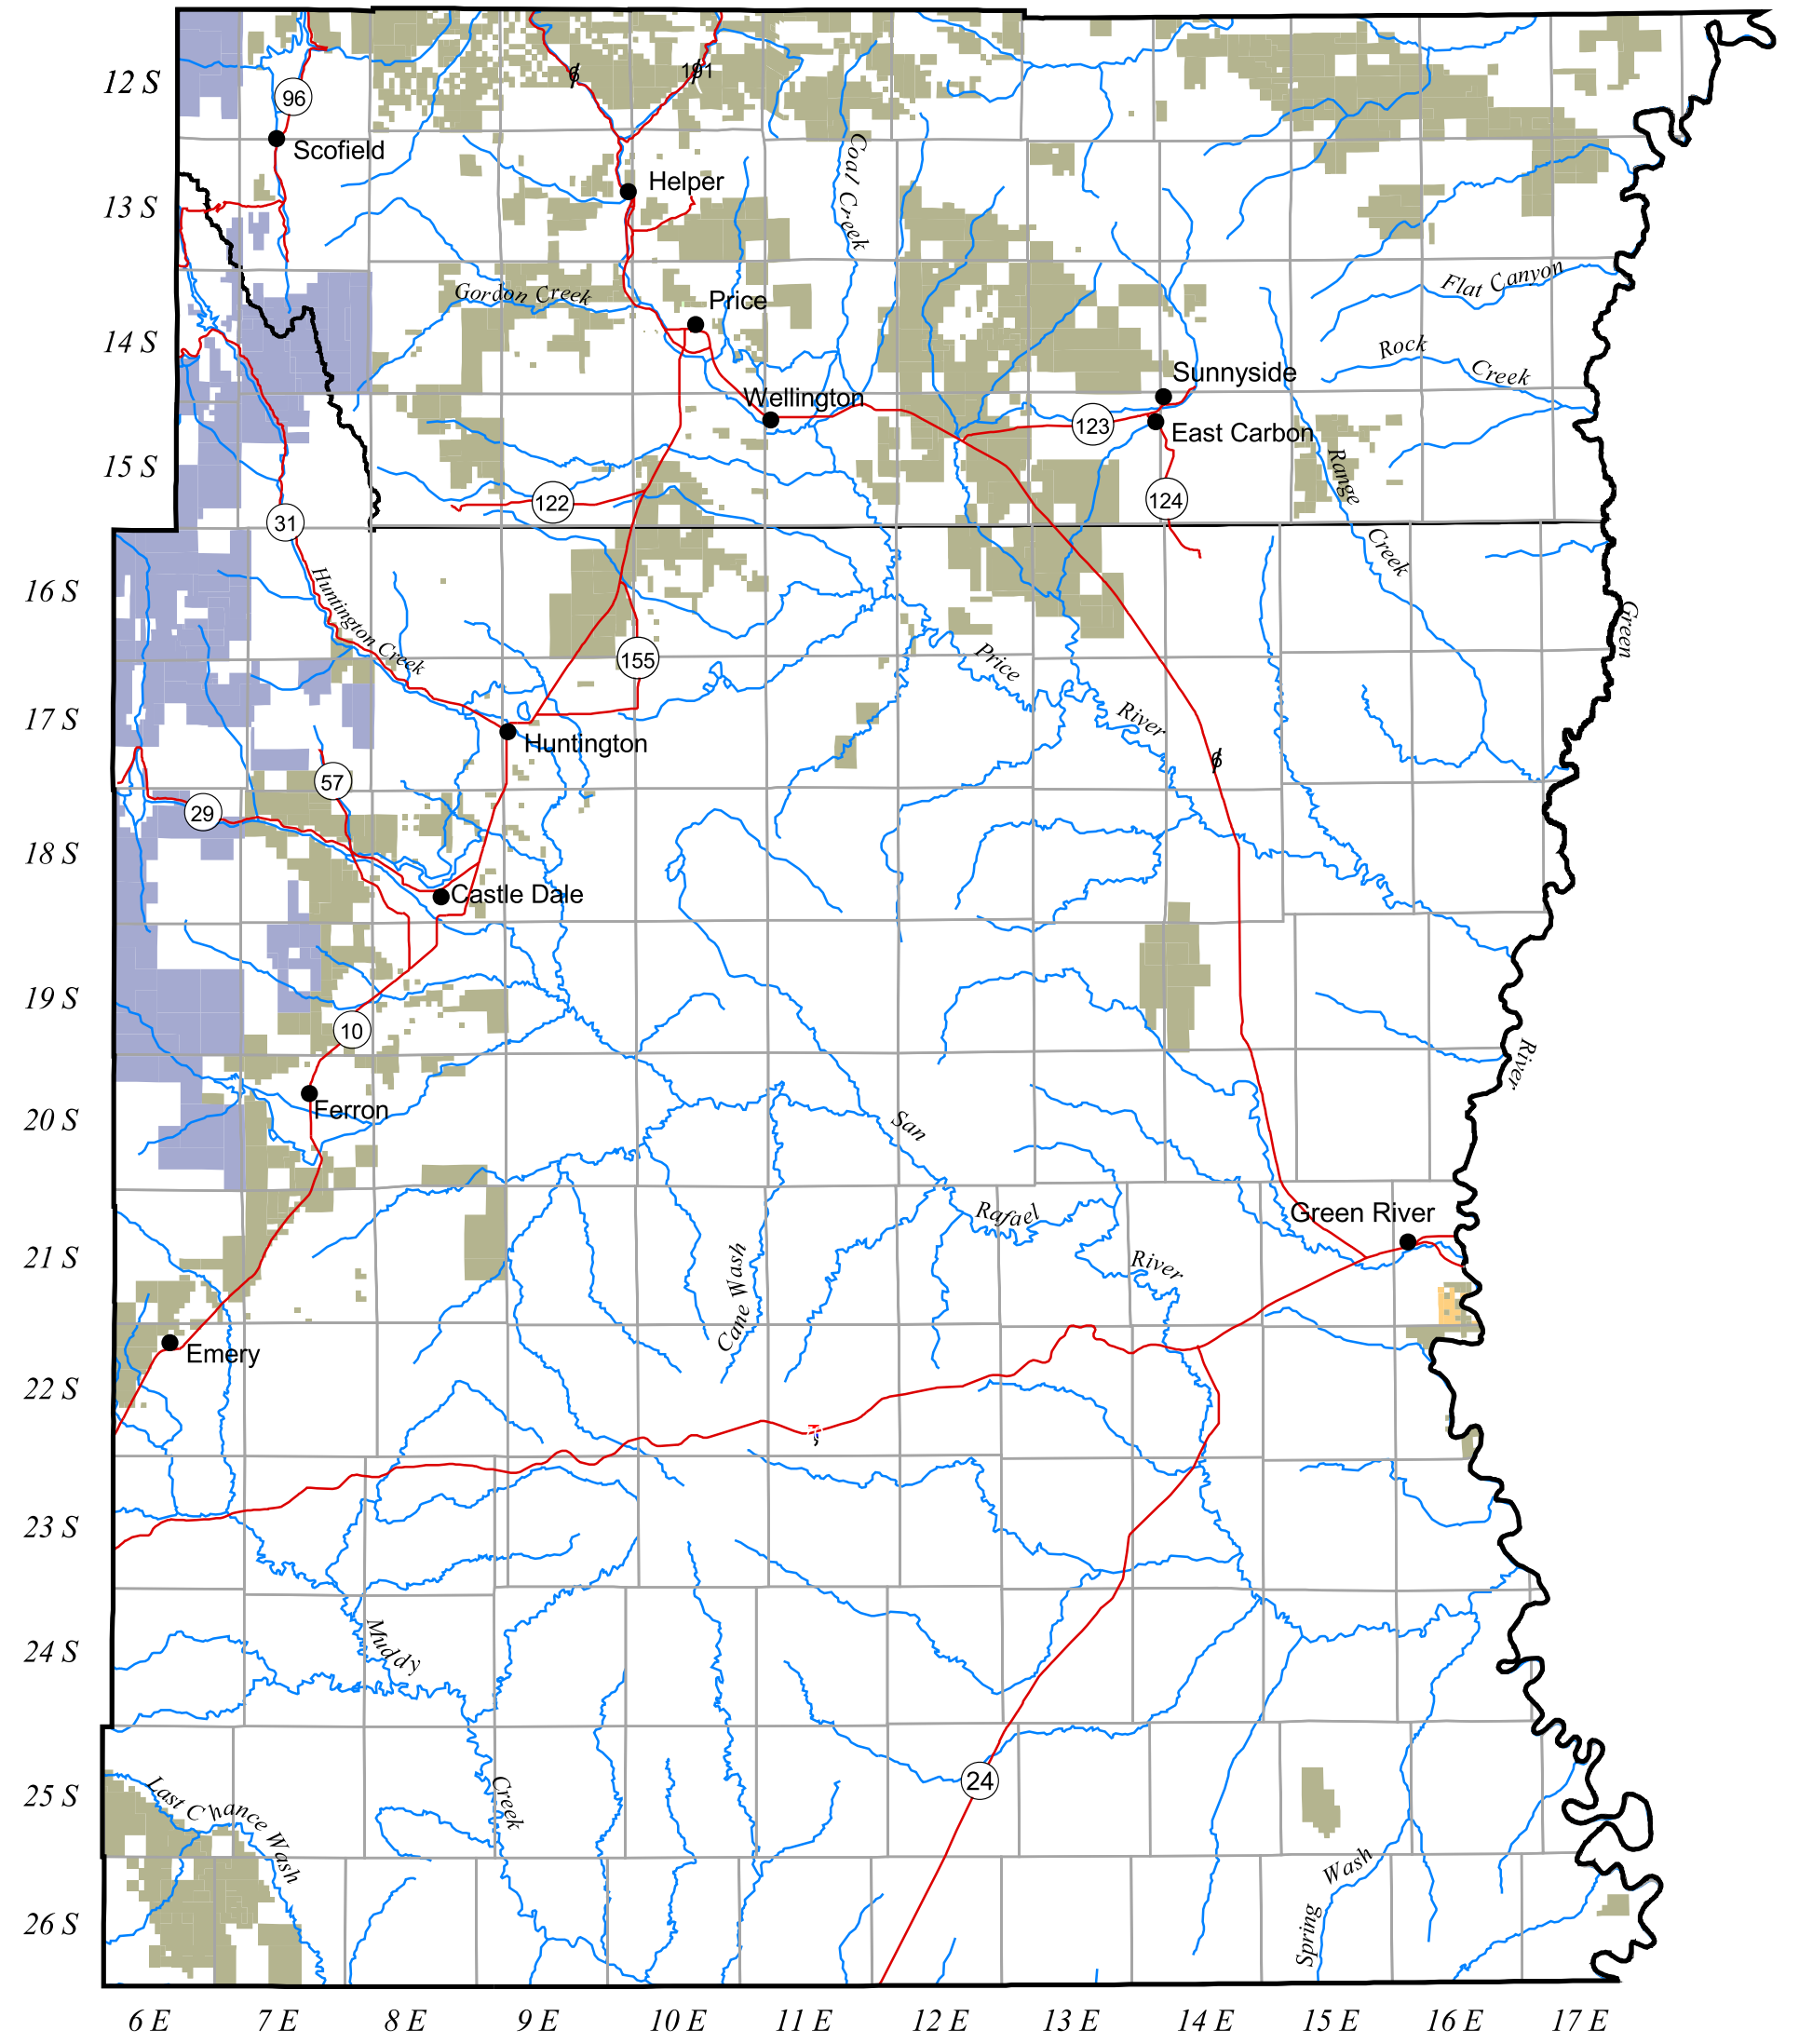 12 S
6
191
96
Scofield
Coal Creek
13 S
Helper
Flat Canyon
Gordon Creek
Price
14 S
Rock
Creek
Sunnyside
Wellington
123
East Carbon
15 S
Range
122
124
31
Creek
16 S
Huntington Creek
Green
155
Price
17 S
River
Huntington
6
57
29
18 S
Castle Dale
19 S
10
River
Ferron
20 S
San
Rafael
Green River
21 S
Cane Wash
River
Emery
22 S
70
23 S
24 S
Muddy
24
25 S
Last Chance Wash
Creek
Wash
26 S
Spring
6 E 7 E 8 E 9 E 10 E 11 E 12 E 13 E 14 E 15 E 16 E 17 E